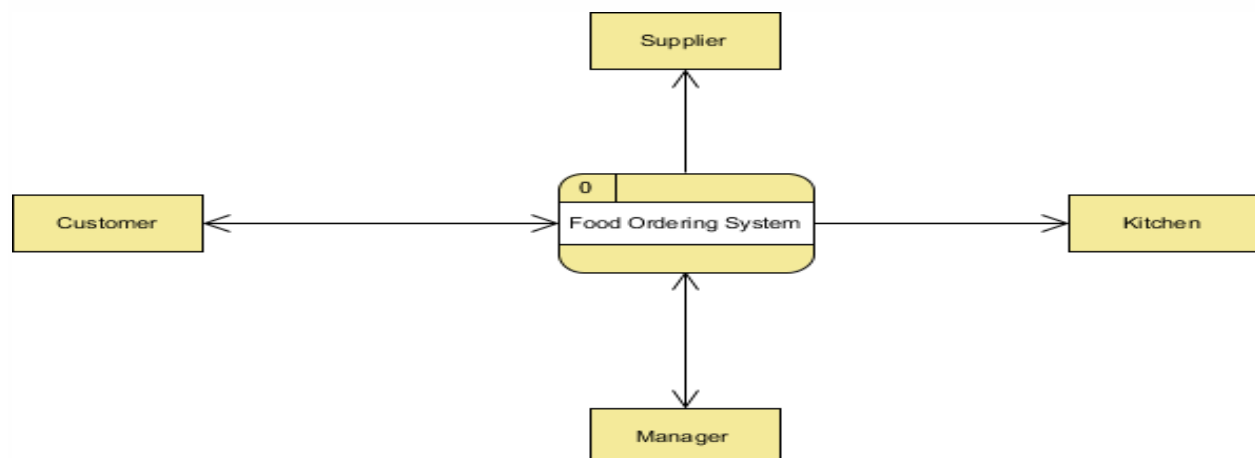 Supplier
0
Customer
Food Ordering System
Kitchen
Manager